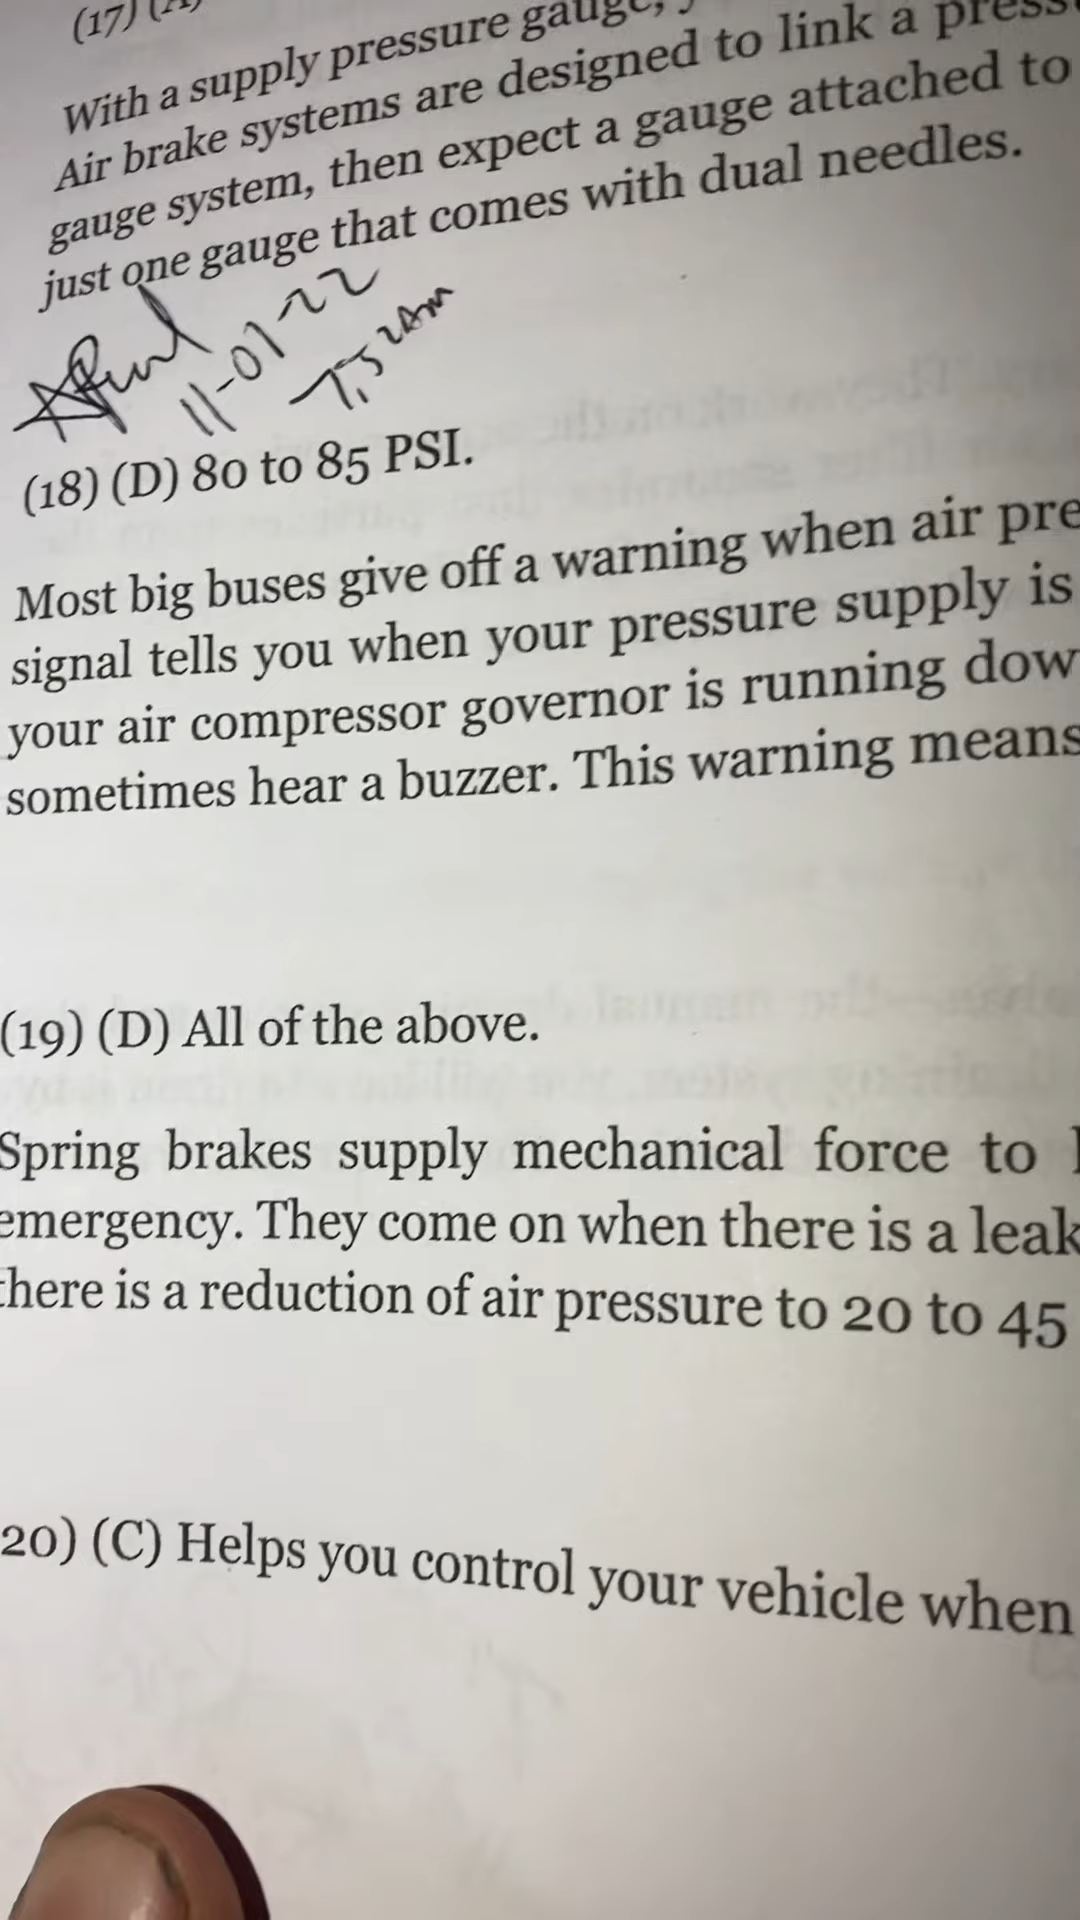 (17) (A)
With a supply pressure gauge,
Air brake systems are designed to link a press
gauge system, then expect a gauge attached to
just one gauge that comes with dual needles.
11-01-22
7:52AM
(18) (D) 80 to 85 PSI.
Most big buses give off a warning when air pre
signal tells you when your pressure supply is
your air compressor governor is running dow
sometimes hear a buzzer. This warning means
(19) (D) All of the above.
Spring brakes supply mechanical force to
emergency. They come on when there is a leak
there is a reduction of air pressure to 20 to 45
20) (C) Helps you control your vehicle when